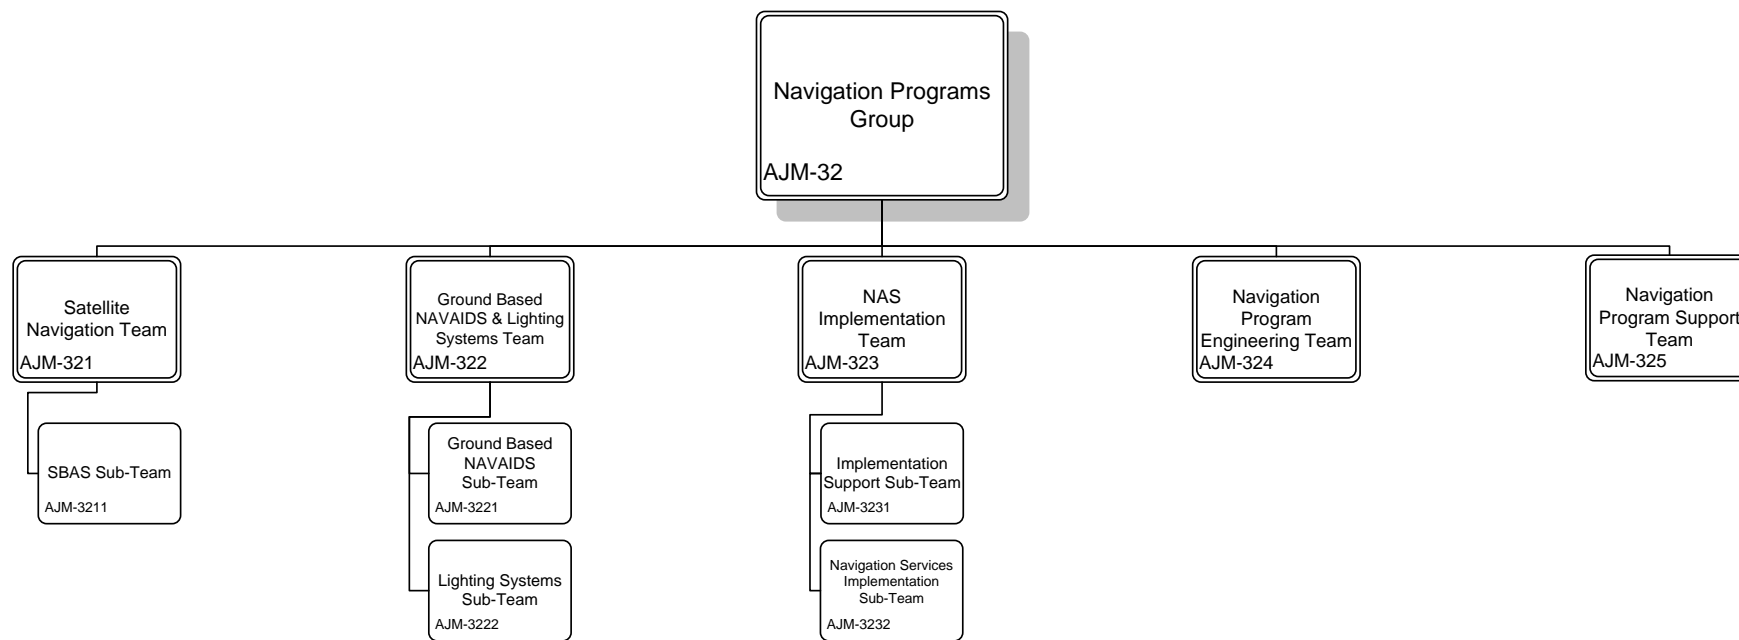 Navigation Programs
Group
AJM-32
Satellite
Navigation Team
AJM-321
Ground Based
NAVAIDS & Lighting
Systems Team
AJM-322
NAS
Implementation
Team
AJM-323
Navigation
Program
Engineering Team
AJM-324
Navigation
Program Support
Team
AJM-325
SBAS Sub-Team
AJM-3211
Ground Based
NAVAIDS
Sub-Team
AJM-3221
Implementation
Support Sub-Team
AJM-3231
Lighting Systems
Sub-Team
AJM-3222
Navigation Services
Implementation
Sub-Team
AJM-3232